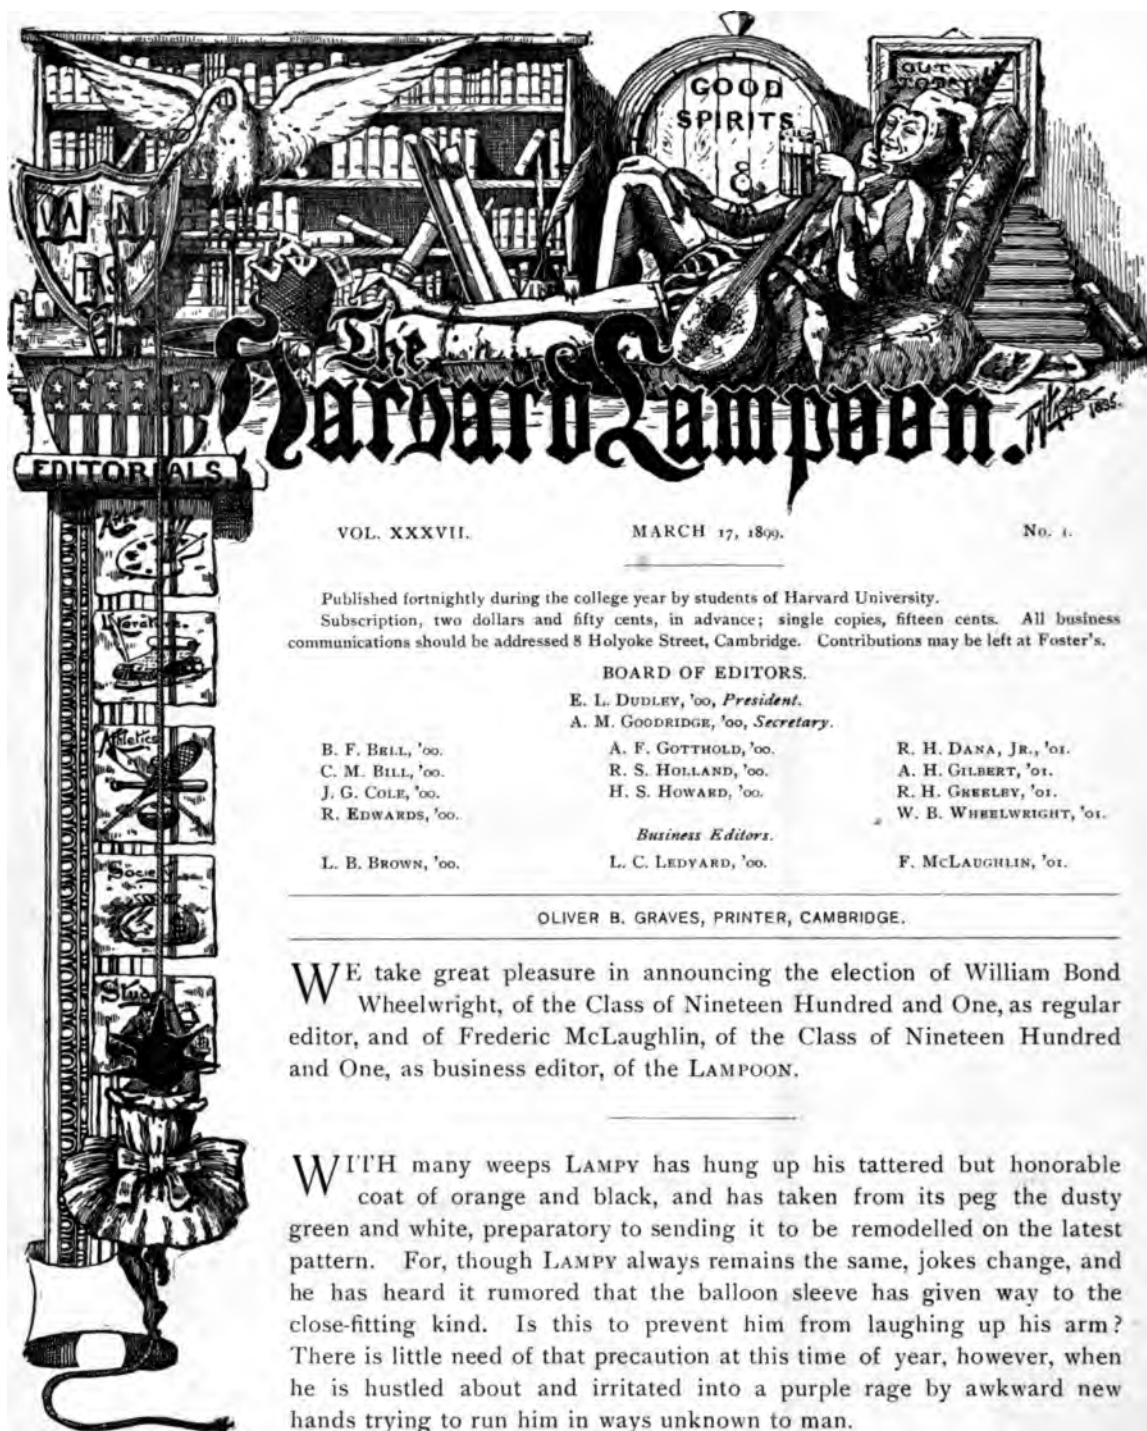 GOOD
SPIRITS
&
OUT
VA NI
TAS
The
Harvard Lampoon.
1885.
EDITORIALS.
VOL. XXXVII. MARCH 17, 1899. No. 1.
Published fortnightly during the college year by students of Harvard University.
Subscription, two dollars and fifty cents, in advance; single copies, fifteen cents. All business
communications should be addressed 8 Holyoke Street, Cambridge. Contributions may be left at Foster's.
BOARD OF EDITORS.
E. L. DUDLEY, '00, President.
A. M. GOODRIDGE, '00, Secretary.
B. F. BELL, '00. A. F. GOTTHOLD, '00. R. H. DANA, JR., '01.
C. M. BILL, '00. R. S. HOLLAND, '00. A. H. GILBERT, '01.
J. G. COLE, '00. H. S. HOWARD, '00. R. H. GREELEY, '01.
R. EDWARDS, '00. W. B. WHEELWRIGHT, '01.
Business Editors.
L. B. BROWN, '00. L. C. LEDYARD, '00. F. MCLAUGHLIN, '01.
OLIVER B. GRAVES, PRINTER, CAMBRIDGE.
Literature.
Athletics
Society
WE take great pleasure in announcing the election of William Bond
Wheelwright, of the Class of Nineteen Hundred and One, as regular
editor, and of Frederic McLaughlin, of the Class of Nineteen Hundred
and One, as business editor, of the LAMPOON.
WITH many weeps LAMPY has hung up his tattered but honorable
coat of orange and black, and has taken from its peg the dusty
green and white, preparatory to sending it to be remodelled on the latest
pattern. For, though LAMPY always remains the same, jokes change, and
he has heard it rumored that the balloon sleeve has given way to the
close-fitting kind. Is this to prevent him from laughing up his arm?
There is little need of that precaution at this time of year, however, when
he is hustled about and irritated into a purple rage by awkward new
hands trying to run him in ways unknown to man.